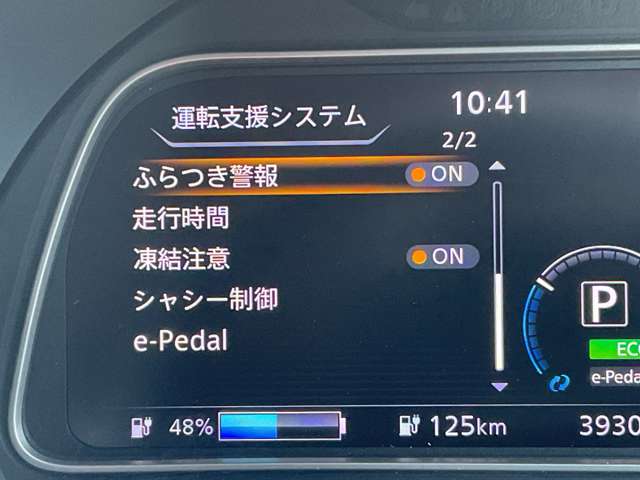 運転支援システム
10:41
2/2
ふらつき警報 ON
走行時間
凍結注意 ON
シャシー制御
e-Pedal
P
48% 125km 3930